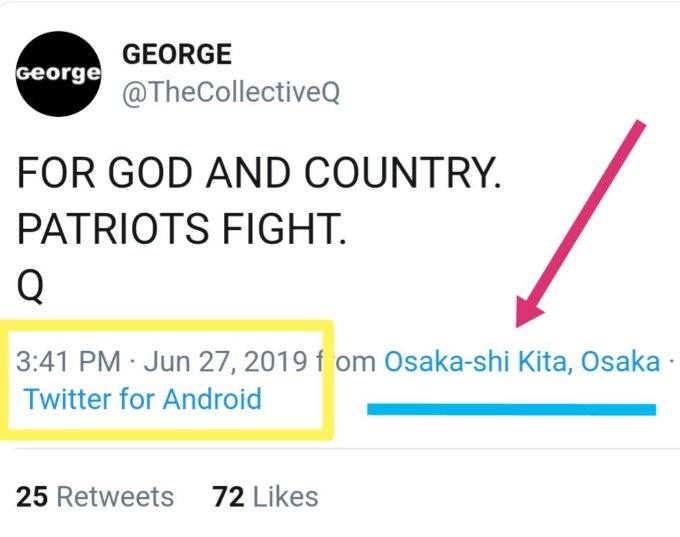 George
GEORGE
@TheCollectiveQ
FOR GOD AND COUNTRY.
PATRIOTS FIGHT.
Q
3:41 PM · Jun 27, 2019 from Osaka-shi Kita, Osaka ·
Twitter for Android
25 Retweets 72 Likes